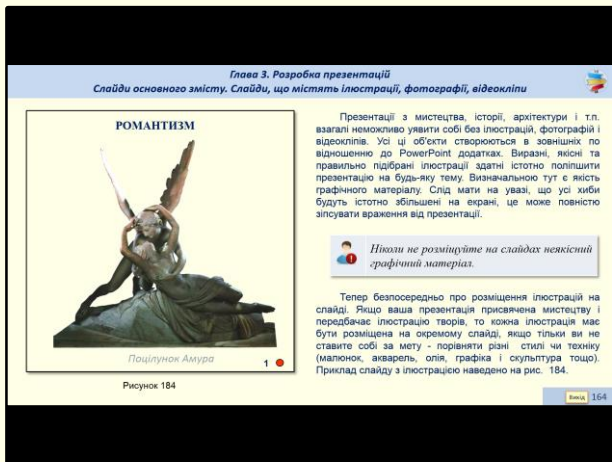 Глава 3. Розробка презентацій
Слайди основного змісту. Слайди, що містять ілюстрації, фотографії, відеокліпи
РОМАНТИЗМ
Поцілунок Амура
1
Рисунок 184
Презентації з мистецтва, історії, архітектури і т.п.
взагалі неможливо уявити собі без ілюстрацій, фотографій і
відеокліпів. Усі ці об'єкти створюються в зовнішніх по
відношенню до PowerPoint додатках. Виразні, якісні та
правильно підібрані ілюстрації здатні істотно поліпшити
презентацію на будь-яку тему. Визначальною тут є якість
графічного матеріалу. Слід мати на увазі, що усі хиби
будуть істотно збільшені на екрані, це може повністю
зіпсувати враження від презентації.
Ніколи не розміщуйте на слайдах неякісний
графічний матеріал.
Тепер безпосередньо про розміщення ілюстрацій на
слайді. Якщо ваша презентація присвячена мистецтву і
передбачає ілюстрацію творів, то кожна ілюстрація має
бути розміщена на окремому слайді, якщо тільки ви не
ставите собі за мету - порівняти різні стилі чи техніку
(малюнок, акварель, олія, графіка і скульптура тощо).
Приклад слайду з ілюстрацією наведено на рис. 184.
Вихід 164